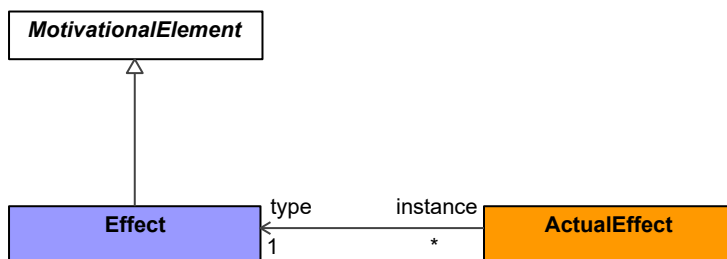 MotivationalElement
type
instance
Effect
ActualEffect
1
*